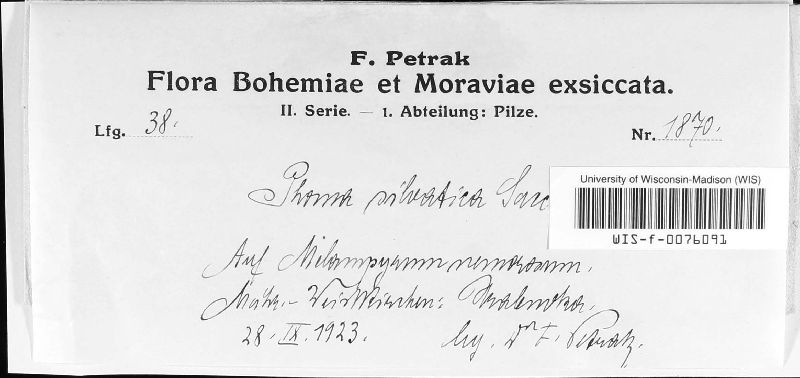 F. Petrak
Flora Bohemiae et Moraviae exsiccata.
II. Serie. — 1. Abteilung: Pilze.
Lfg. 38.
Nr. 1870.
Phoma silvatica Sacc
University of Wisconsin-Madison (WIS)
WIS-f-0076091
Auf Melampyrum nemorosum.
Mähr.-Weisskirchen:
28. IX. 1923. leg. Dr F. Petrak.